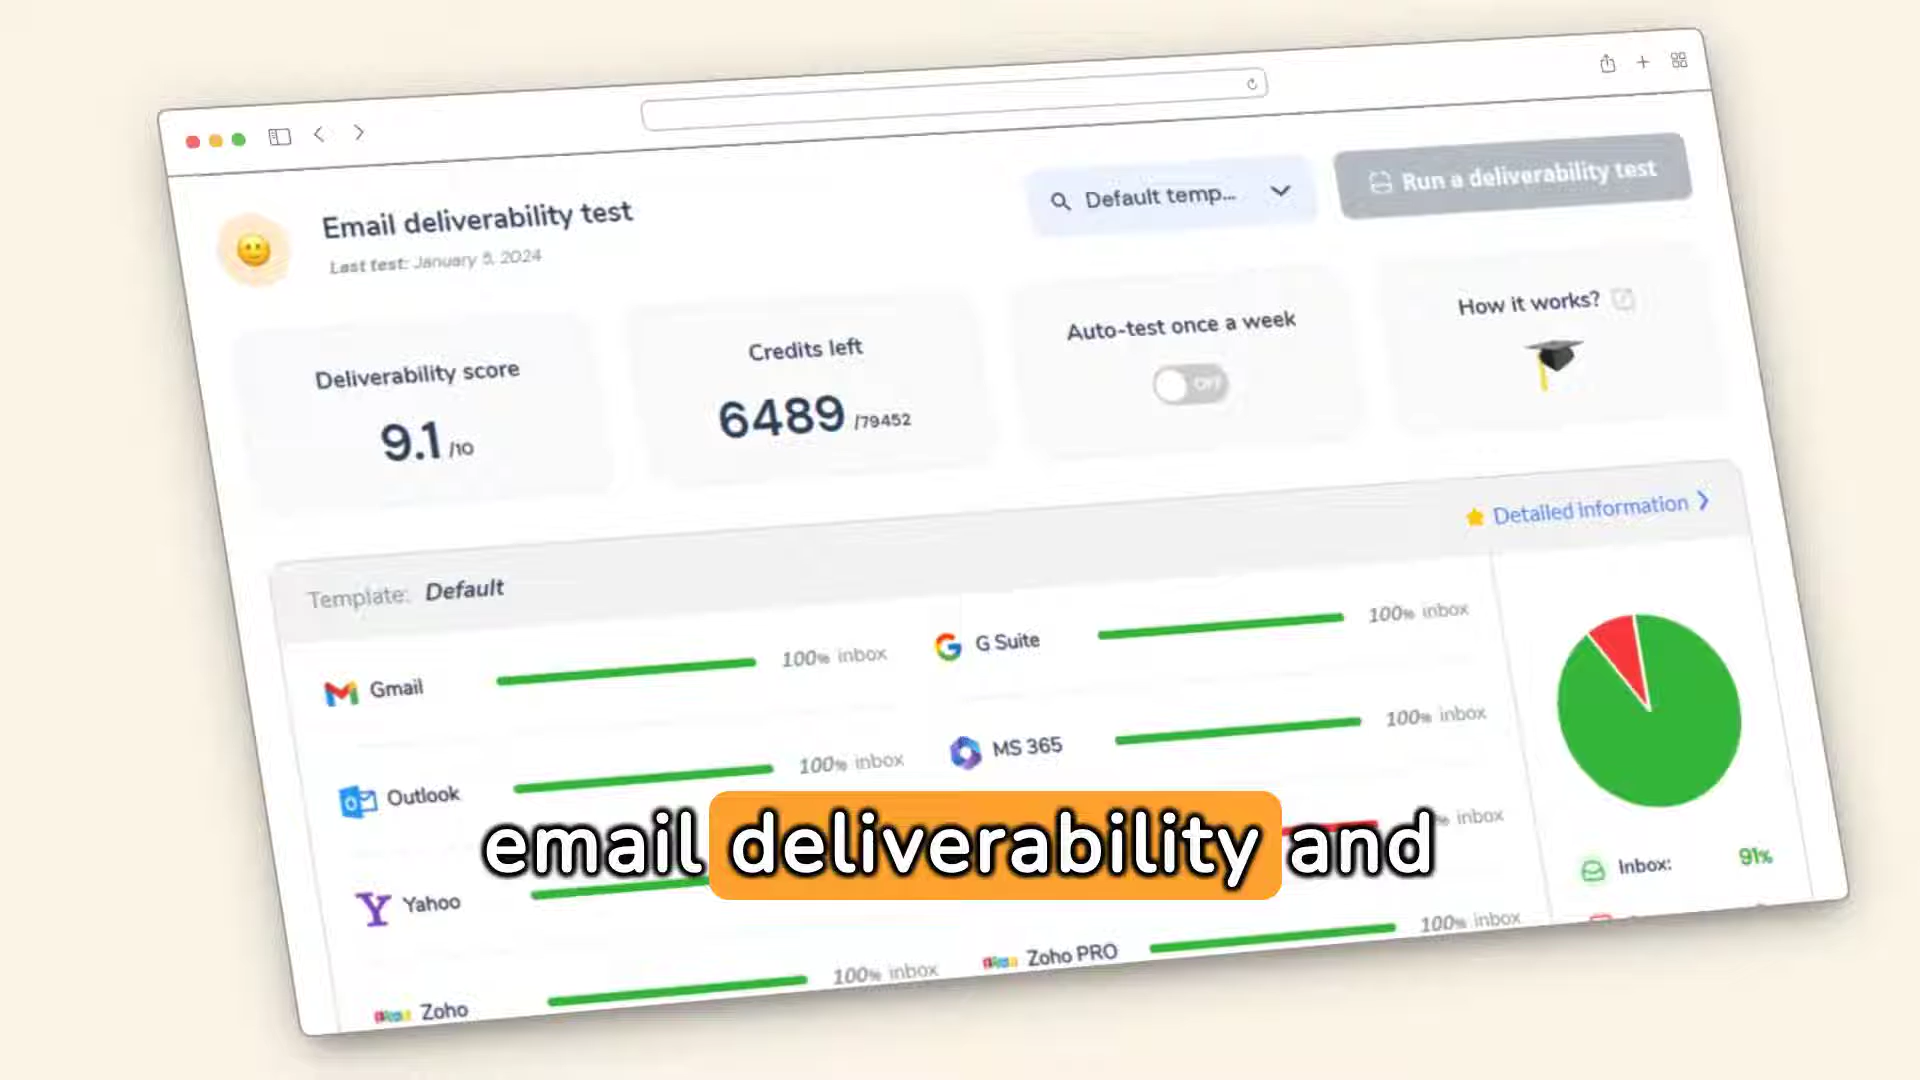 Email deliverability test
Last test: January 5, 2024
Default temp...
Run a deliverability test
Deliverability score
9.1 /10
Credits left
6489 /79452
Auto-test once a week
OFF
How it works?
Template: Default
Detailed information
Gmail
100% inbox
G Suite
100% inbox
Outlook
100% inbox
MS 365
100% inbox
Yahoo
% inbox
Zoho
100% inbox
Zoho PRO
100% inbox
Inbox: 91%
email deliverability and